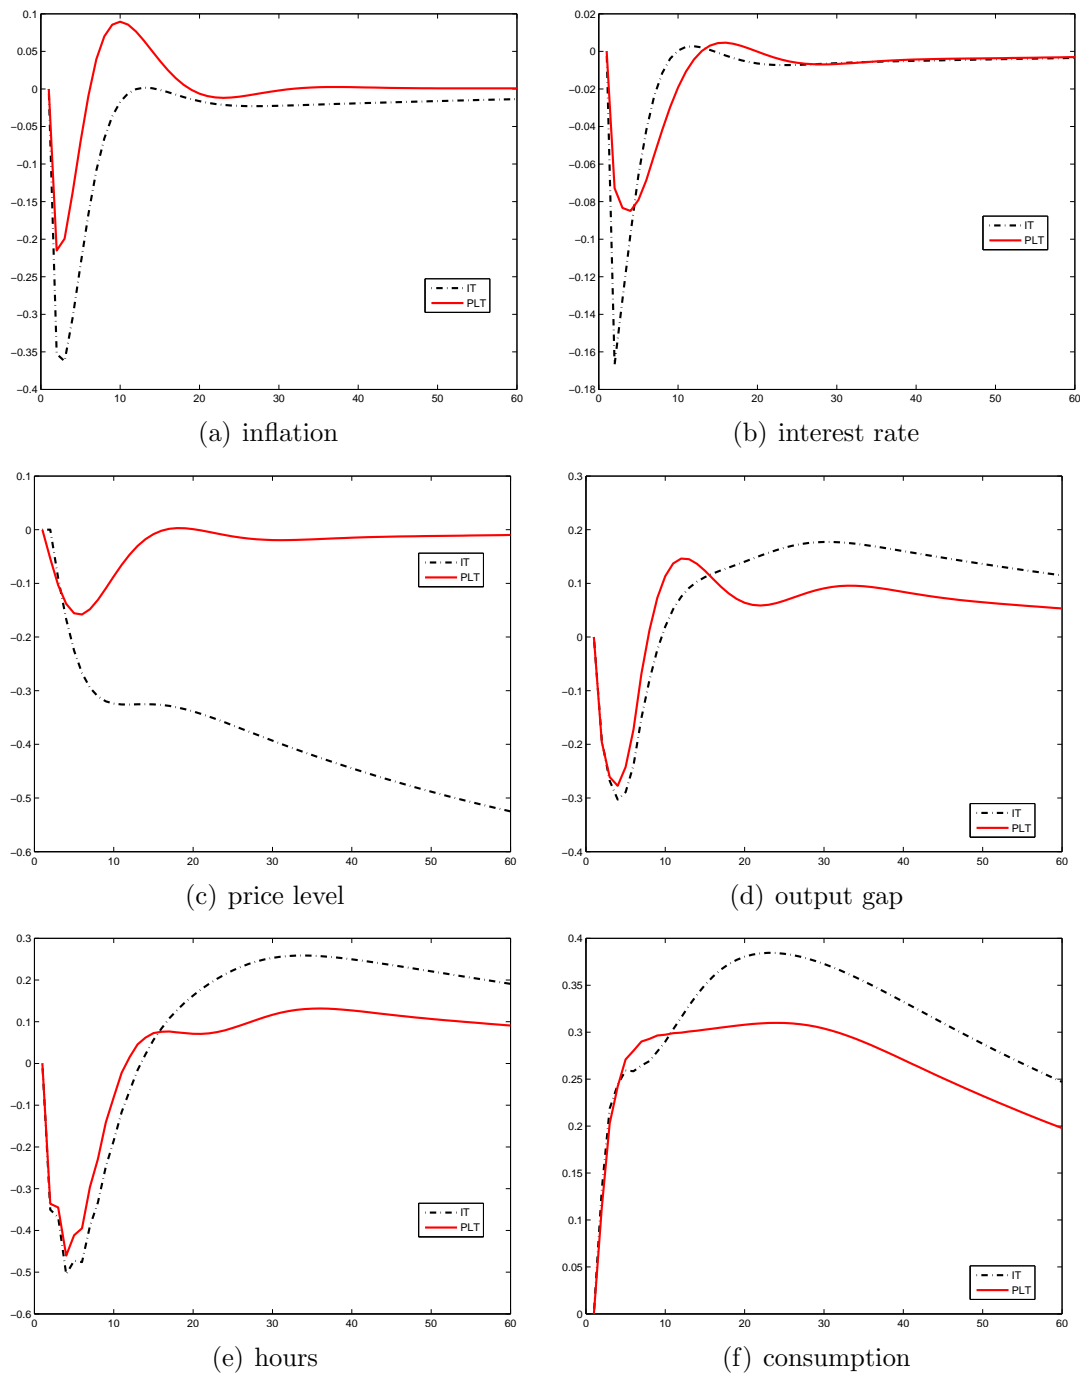 0.1
0.05
0
−0.05
−0.1
−0.15
−0.2
−0.25
−0.3
−0.35
−0.4
0 10 20 30 40 50 60
IT
PLT
(a) inflation
0.02
0
−0.02
−0.04
−0.06
−0.08
−0.1
−0.12
−0.14
−0.16
−0.18
0 10 20 30 40 50 60
IT
PLT
(b) interest rate
0.1
0
−0.1
−0.2
−0.3
−0.4
−0.5
−0.6
0 10 20 30 40 50 60
IT
PLT
(c) price level
0.3
0.2
0.1
0
−0.1
−0.2
−0.3
−0.4
0 10 20 30 40 50 60
IT
PLT
(d) output gap
0.3
0.2
0.1
0
−0.1
−0.2
−0.3
−0.4
−0.5
−0.6
0 10 20 30 40 50 60
IT
PLT
(e) hours
0.4
0.35
0.3
0.25
0.2
0.15
0.1
0.05
0
0 10 20 30 40 50 60
IT
PLT
(f) consumption